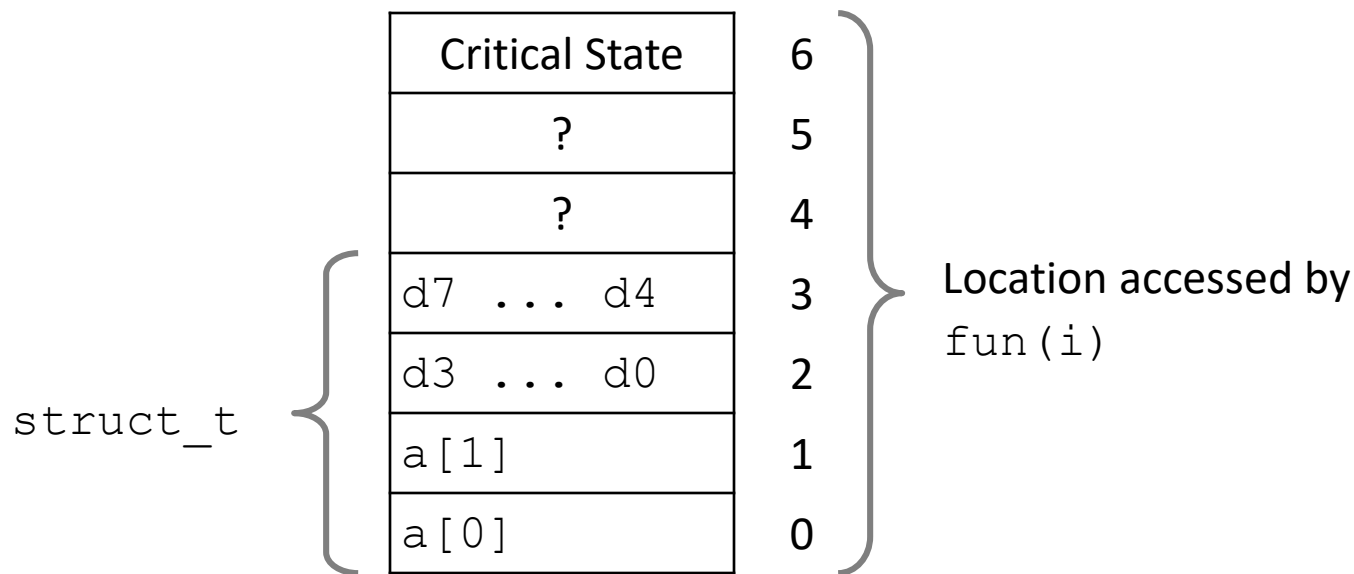 Critical State 6
? 5
? 4
d7 ... d4 3
d3 ... d0 2
a[1] 1
a[0] 0
struct_t
Location accessed by
fun(i)